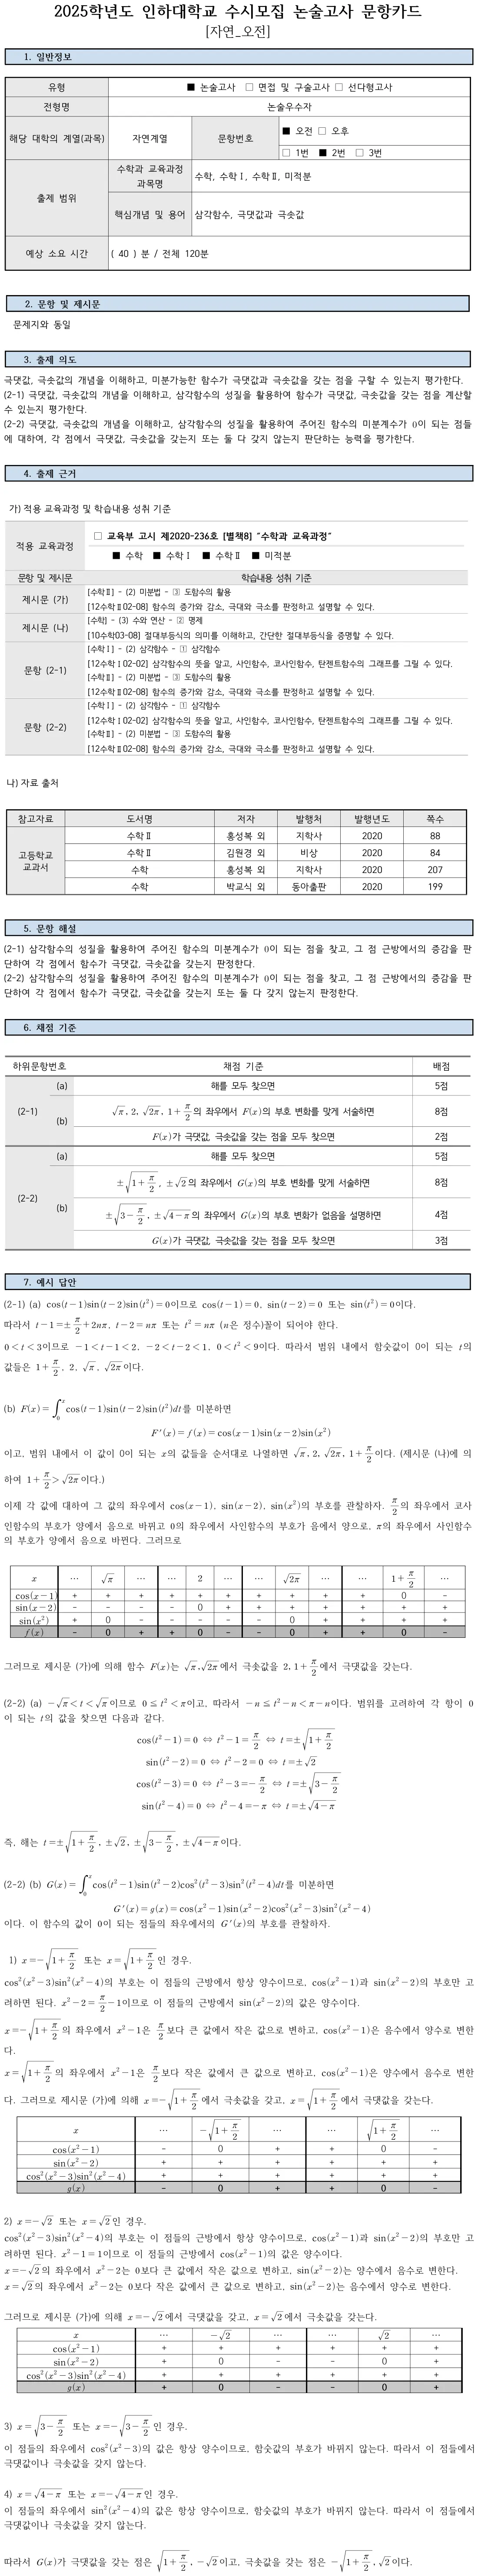 2025학년도 인하대학교 수시모집 논술고사 문항카드
[자연_오전]
1. 일반정보
유형 ■ 논술고사 □ 면접 및 구술고사 □ 선다형고사
전형명 논술우수자
해당 대학의 계열(과목) 자연계열 문항번호 ■ 오전 □ 오후
□ 1번 ■ 2번 □ 3번
출제 범위 수학과 교육과정 과목명 수학, 수학Ⅰ, 수학Ⅱ, 미적분
핵심개념 및 용어 삼각함수, 극댓값과 극솟값
예상 소요 시간 ( 40 ) 분 / 전체 120분
2. 문항 및 제시문
문제지와 동일
3. 출제 의도
극댓값, 극솟값의 개념을 이해하고, 미분가능한 함수가 극댓값과 극솟값을 갖는 점을 구할 수 있는지 평가한다.
(2-1) 극댓값, 극솟값의 개념을 이해하고, 삼각함수의 성질을 활용하여 함수가 극댓값, 극솟값을 갖는 점을 계산할
수 있는지 평가한다.
(2-2) 극댓값, 극솟값의 개념을 이해하고, 삼각함수의 성질을 활용하여 주어진 함수의 미분계수가 0이 되는 점들
에 대하여, 각 점에서 극댓값, 극솟값을 갖는지 또는 둘 다 갖지 않는지 판단하는 능력을 평가한다.
4. 출제 근거
가) 적용 교육과정 및 학습내용 성취 기준
적용 교육과정 □ 교육부 고시 제2020-236호 [별책8] "수학과 교육과정"
■ 수학 ■ 수학Ⅰ ■ 수학Ⅱ ■ 미적분
문항 및 제시문 학습내용 성취 기준
제시문 (가) [수학Ⅱ] - (2) 미분법 - ③ 도함수의 활용
[12수학Ⅱ02-08] 함수의 증가와 감소, 극대와 극소를 판정하고 설명할 수 있다.
제시문 (나) [수학] - (3) 수와 연산 - ② 명제
[10수학03-08] 절대부등식의 의미를 이해하고, 간단한 절대부등식을 증명할 수 있다.
문항 (2-1) [수학Ⅰ] - (2) 삼각함수 - ① 삼각함수
[12수학Ⅰ02-02] 삼각함수의 뜻을 알고, 사인함수, 코사인함수, 탄젠트함수의 그래프를 그릴 수 있다.
[수학Ⅱ] - (2) 미분법 - ③ 도함수의 활용
[12수학Ⅱ02-08] 함수의 증가와 감소, 극대와 극소를 판정하고 설명할 수 있다.
문항 (2-2) [수학Ⅰ] - (2) 삼각함수 - ① 삼각함수
[12수학Ⅰ02-02] 삼각함수의 뜻을 알고, 사인함수, 코사인함수, 탄젠트함수의 그래프를 그릴 수 있다.
[수학Ⅱ] - (2) 미분법 - ③ 도함수의 활용
[12수학Ⅱ02-08] 함수의 증가와 감소, 극대와 극소를 판정하고 설명할 수 있다.
나) 자료 출처
참고자료 도서명 저자 발행처 발행년도 쪽수
고등학교 교과서 수학Ⅱ 홍성복 외 지학사 2020 88
수학Ⅱ 김원경 외 비상 2020 84
수학 홍성복 외 지학사 2020 207
수학 박교식 외 동아출판 2020 199
5. 문항 해설
(2-1) 삼각함수의 성질을 활용하여 주어진 함수의 미분계수가 0이 되는 점을 찾고, 그 점 근방에서의 증감을 판
단하여 각 점에서 함수가 극댓값, 극솟값을 갖는지 판정한다.
(2-2) 삼각함수의 성질을 활용하여 주어진 함수의 미분계수가 0이 되는 점을 찾고, 그 점 근방에서의 증감을 판
단하여 각 점에서 함수가 극댓값, 극솟값을 갖는지 또는 둘 다 갖지 않는지 판정한다.
6. 채점 기준
하위문항번호 채점 기준 배점
(2-1) (a) 해를 모두 찾으면 5점
(b) √π, 2, √(2π), 1+π/2의 좌우에서 F(x)의 부호 변화를 맞게 서술하면 8점
F(x)가 극댓값, 극솟값을 갖는 점을 모두 찾으면 2점
(2-2) (a) 해를 모두 찾으면 5점
(b) ±√(1+π/2), ±√2의 좌우에서 G(x)의 부호 변화를 맞게 서술하면 8점
±√(3-π/2), ±√(4-π)의 좌우에서 G(x)의 부호 변화가 없음을 설명하면 4점
G(x)가 극댓값, 극솟값을 갖는 점을 모두 찾으면 3점
7. 예시 답안
(2-1) (a) cos(t-1)sin(t-2)sin(t²)=0이므로 cos(t-1)=0, sin(t-2)=0 또는 sin(t²)=0이다.
따라서 t-1=±π/2+2nπ, t-2=nπ 또는 t²=nπ (n은 정수)꼴이 되어야 한다.
0<t<3이므로 -1<t-1<2, -2<t-2<1, 0<t²<9이다. 따라서 범위 내에서 함숫값이 0이 되는 t의
값들은 1+π/2, 2, √π, √(2π)이다.
(b) F(x)=∫₀ˣcos(t-1)sin(t-2)sin(t²)dt를 미분하면
F'(x)=f(x)=cos(x-1)sin(x-2)sin(x²)
이고, 범위 내에서 이 값이 0이 되는 x의 값들을 순서대로 나열하면 √π, 2, √(2π), 1+π/2이다. (제시문 (나)에 의
하여 1+π/2>√(2π)이다.)
이제 각 값에 대하여 그 값의 좌우에서 cos(x-1), sin(x-2), sin(x²)의 부호를 관찰하자. π/2의 좌우에서 코사
인함수의 부호가 양에서 음으로 바뀌고 0의 좌우에서 사인함수의 부호가 음에서 양으로, π의 좌우에서 사인함수
의 부호가 양에서 음으로 바뀐다. 그러므로
x … √π … … 2 … … √(2π) … … 1+π/2 …
cos(x-1) + + + + + + + + + + 0 -
sin(x-2) - - - - 0 + + + + + + +
sin(x²) + 0 - - - - - 0 + + + +
f(x) - 0 + + 0 - - 0 + + 0 -
그러므로 제시문 (가)에 의해 함수 F(x)는 √π, √(2π)에서 극솟값을 2, 1+π/2에서 극댓값을 갖는다.
(2-2) (a) -√π<t<√π이므로 0≤t²<π이고, 따라서 -n≤t²-n<π-n이다. 범위를 고려하여 각 항이 0
이 되는 t의 값을 찾으면 다음과 같다.
cos(t²-1)=0 ⇔ t²-1=π/2 ⇔ t=±√(1+π/2)
sin(t²-2)=0 ⇔ t²-2=0 ⇔ t=±√2
cos(t²-3)=0 ⇔ t²-3=-π/2 ⇔ t=±√(3-π/2)
sin(t²-4)=0 ⇔ t²-4=-π ⇔ t=±√(4-π)
즉, 해는 t=±√(1+π/2), ±√2, ±√(3-π/2), ±√(4-π)이다.
(2-2) (b) G(x)=∫₀ˣcos(t²-1)sin(t²-2)cos²(t²-3)sin²(t²-4)dt를 미분하면
G'(x)=g(x)=cos(x²-1)sin(x²-2)cos²(x²-3)sin²(x²-4)
이다. 이 함수의 값이 0이 되는 점들의 좌우에서의 G'(x)의 부호를 관찰하자.
1) x=-√(1+π/2) 또는 x=√(1+π/2)인 경우.
cos²(x²-3)sin²(x²-4)의 부호는 이 점들의 근방에서 항상 양수이므로, cos(x²-1)과 sin(x²-2)의 부호만 고
려하면 된다. x²-2=π/2-1이므로 이 점들의 근방에서 sin(x²-2)의 값은 양수이다.
x=-√(1+π/2)의 좌우에서 x²-1은 π/2보다 큰 값에서 작은 값으로 변하고, cos(x²-1)은 음수에서 양수로 변한
다.
x=√(1+π/2)의 좌우에서 x²-1은 π/2보다 작은 값에서 큰 값으로 변하고, cos(x²-1)은 양수에서 음수로 변한
다. 그러므로 제시문 (가)에 의해 x=-√(1+π/2)에서 극솟값을 갖고, x=√(1+π/2)에서 극댓값을 갖는다.
x … -√(1+π/2) … … √(1+π/2) …
cos(x²-1) - 0 + + 0 -
sin(x²-2) + + + + + +
cos²(x²-3)sin²(x²-4) + + + + + +
g(x) - 0 + + 0 -
2) x=-√2 또는 x=√2인 경우.
cos²(x²-3)sin²(x²-4)의 부호는 이 점들의 근방에서 항상 양수이므로, cos(x²-1)과 sin(x²-2)의 부호만 고
려하면 된다. x²-1=1이므로 이 점들의 근방에서 cos(x²-1)의 값은 양수이다.
x=-√2의 좌우에서 x²-2는 0보다 큰 값에서 작은 값으로 변하고, sin(x²-2)는 양수에서 음수로 변한다.
x=√2의 좌우에서 x²-2는 0보다 작은 값에서 큰 값으로 변하고, sin(x²-2)는 음수에서 양수로 변한다.
그러므로 제시문 (가)에 의해 x=-√2에서 극댓값을 갖고, x=√2에서 극솟값을 갖는다.
x … -√2 … … √2 …
cos(x²-1) + + + + + +
sin(x²-2) + 0 - - 0 +
cos²(x²-3)sin²(x²-4) + + + + + +
g(x) + 0 - - 0 +
3) x=√(3-π/2) 또는 x=-√(3-π/2)인 경우.
이 점들의 좌우에서 cos²(x²-3)의 값은 항상 양수이므로, 함숫값의 부호가 바뀌지 않는다. 따라서 이 점들에서
극댓값이나 극솟값을 갖지 않는다.
4) x=√(4-π) 또는 x=-√(4-π)인 경우.
이 점들의 좌우에서 sin²(x²-4)의 값은 항상 양수이므로, 함숫값의 부호가 바뀌지 않는다. 따라서 이 점들에서
극댓값이나 극솟값을 갖지 않는다.
따라서 G(x)가 극댓값을 갖는 점은 √(1+π/2), -√2이고, 극솟값을 갖는 점은 -√(1+π/2), √2이다.